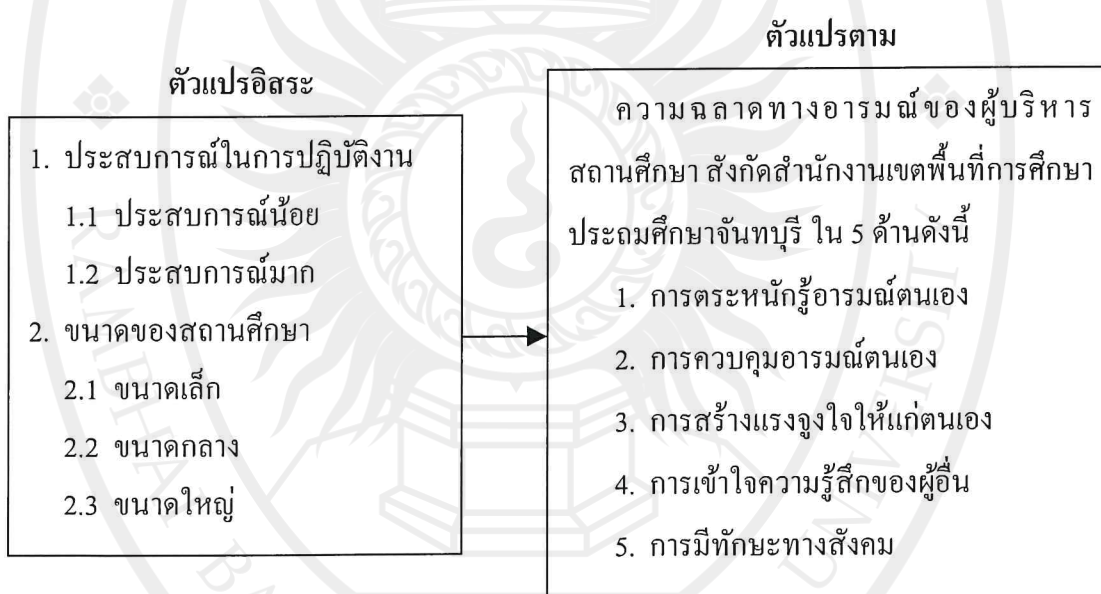 ตัวแปรอิสระ
1. ประสบการณ์ในการปฏิบัติงาน
1.1 ประสบการณ์น้อย
1.2 ประสบการณ์มาก
2. ขนาดของสถานศึกษา
2.1 ขนาดเล็ก
2.2 ขนาดกลาง
2.3 ขนาดใหญ่
ตัวแปรตาม
ความฉลาดทางอารมณ์ของผู้บริหาร
สถานศึกษา สังกัดสำนักงานเขตพื้นที่การศึกษา
ประถมศึกษาจันทบุรี ใน 5 ด้านดังนี้
1. การตระหนักรู้อารมณ์ตนเอง
2. การควบคุมอารมณ์ตนเอง
3. การสร้างแรงจูงใจให้แก่ตนเอง
4. การเข้าใจความรู้สึกของผู้อื่น
5. การมีทักษะทางสังคม